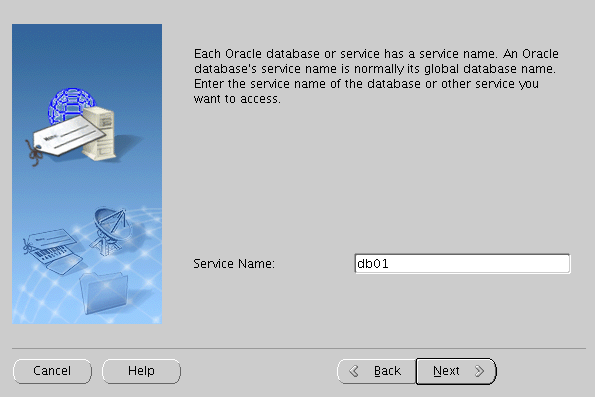 Each Oracle database or service has a service name. An Oracle
database's service name is normally its global database name.
Enter the service name of the database or other service you
want to access.
Service Name: db01
Cancel Help Back Next